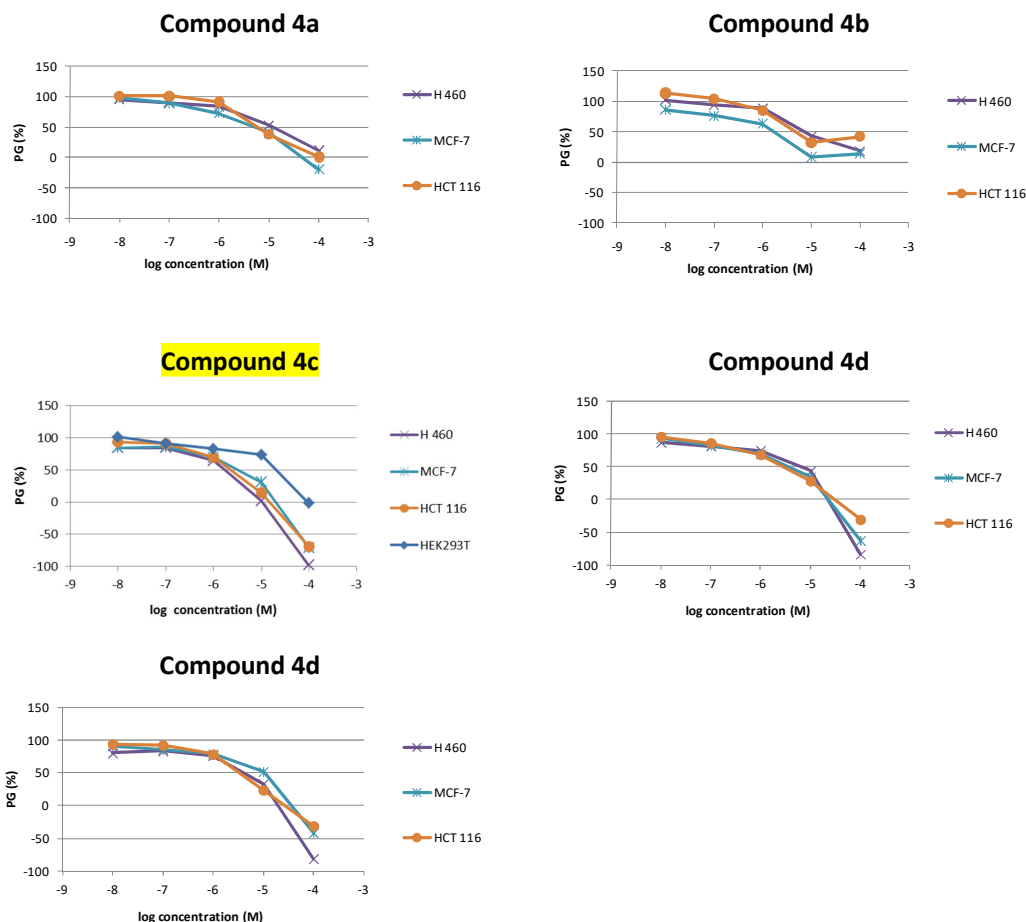 Compound 4a
150
100
50
0
-50
-100
PG (%)
-9 -8 -7 -6 -5 -4 -3
log concentration (M)
H 460
MCF-7
HCT 116
Compound 4b
150
100
50
0
-50
-100
PG (%)
-9 -8 -7 -6 -5 -4 -3
log concentration (M)
H 460
MCF-7
HCT 116
Compound 4c
150
100
50
0
-50
-100
PG (%)
-9 -8 -7 -6 -5 -4 -3
log concentration (M)
H 460
MCF-7
HCT 116
HEK293T
Compound 4d
150
100
50
0
-50
-100
PG (%)
-9 -8 -7 -6 -5 -4 -3
log concentration (M)
H 460
MCF-7
HCT 116
Compound 4d
150
100
50
0
-50
-100
PG (%)
-9 -8 -7 -6 -5 -4 -3
log concentration (M)
H 460
MCF-7
HCT 116